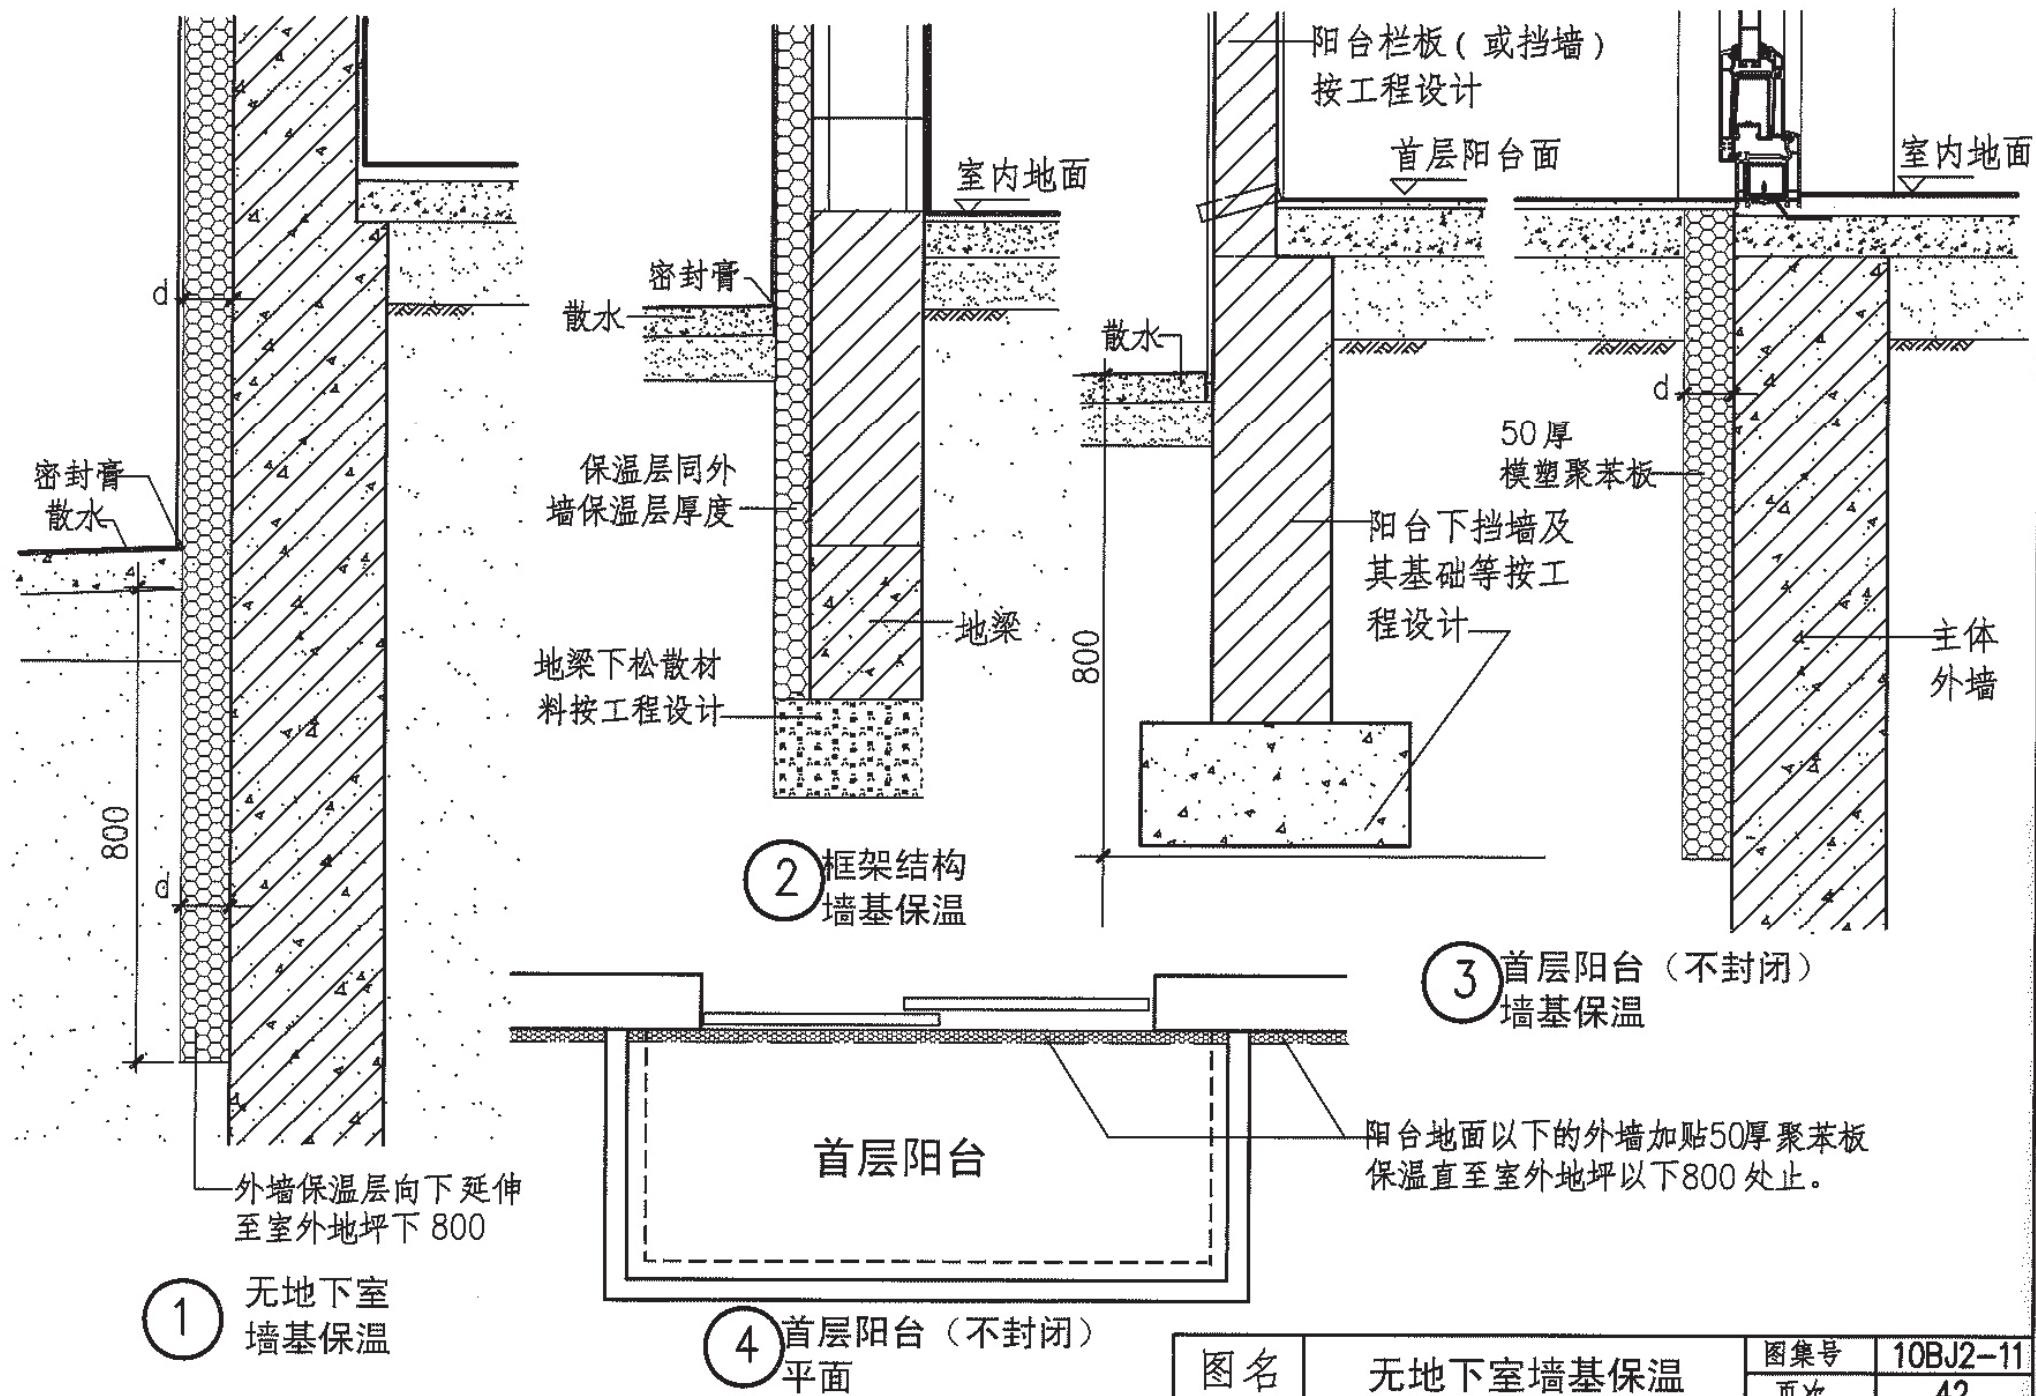 阳台栏板(或挡墙)
按工程设计
首层阳台面
室内地面
室内地面
密封膏
散水
d
散水
d
50厚
模塑聚苯板
密封膏
散水
保温层同外
墙保温层厚度
阳台下挡墙及
其基础等按工
程设计
800
地梁
主体
外墙
地梁下松散材
料按工程设计
800
d
2
框架结构
墙基保温
3
首层阳台(不封闭)
墙基保温
首层阳台
阳台地面以下的外墙加贴50厚聚苯板
保温直至室外地坪以下800处止。
外墙保温层向下延伸
至室外地坪下800
1
无地下室
墙基保温
4
首层阳台(不封闭)
平面
图名
无地下室墙基保温
图集号
10BJ2-11
页次
42